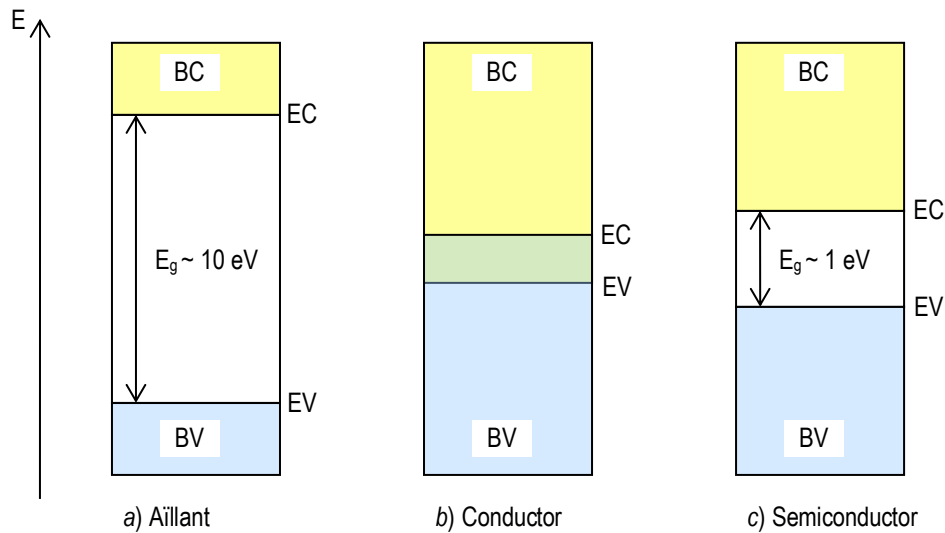 E
BC
EC
E_g ~ 10 eV
EV
BV
a) Aïllant
BC
EC
EV
BV
b) Conductor
BC
EC
E_g ~ 1 eV
EV
BV
c) Semiconductor